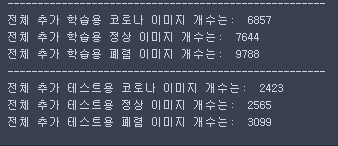 --------------------------------------------------
전체 추가 학습용 코로나 이미지 개수는: 6857
전체 추가 학습용 정상 이미지 개수는: 7644
전체 추가 학습용 폐렴 이미지 개수는: 9788
--------------------------------------------------
전체 추가 테스트용 코로나 이미지 개수는: 2423
전체 추가 테스트용 정상 이미지 개수는: 2565
전체 추가 테스트용 폐렴 이미지 개수는: 3099